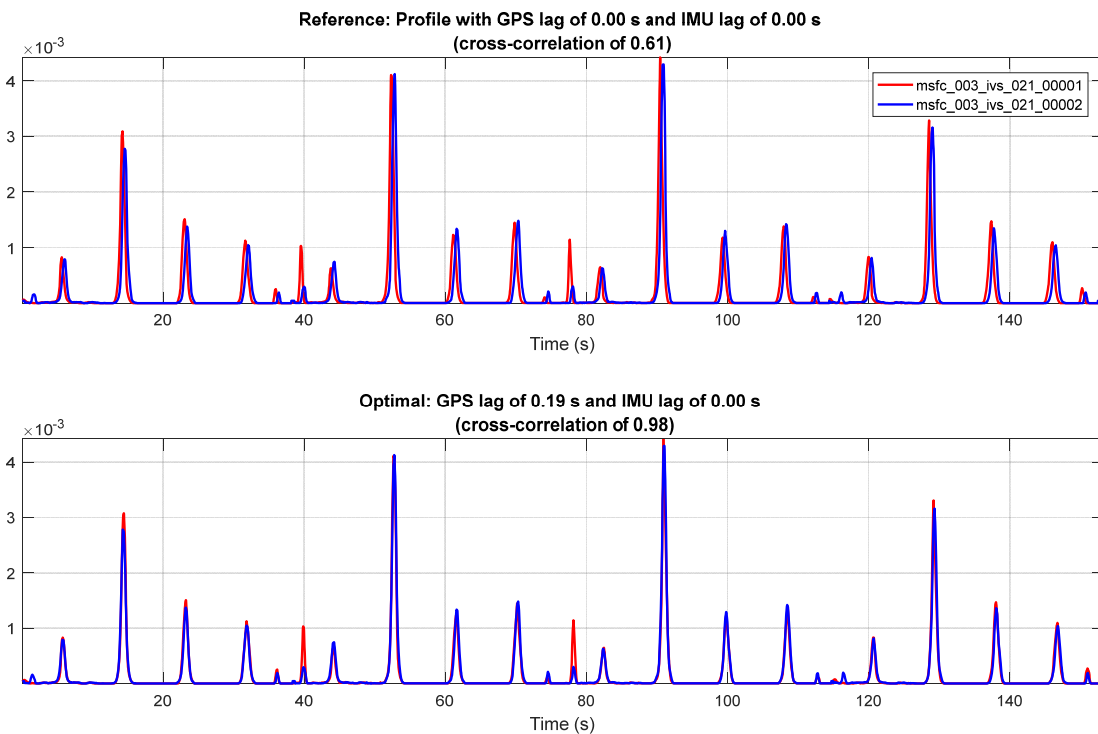 Reference: Profile with GPS lag of 0.00 s and IMU lag of 0.00 s
(cross-correlation of 0.61)
×10-3
msfc_003_ivs_021_00001
msfc_003_ivs_021_00002
4
3
2
1
20 40 60 80 100 120 140
Time (s)
Optimal: GPS lag of 0.19 s and IMU lag of 0.00 s
(cross-correlation of 0.98)
×10-3
4
3
2
1
20 40 60 80 100 120 140
Time (s)